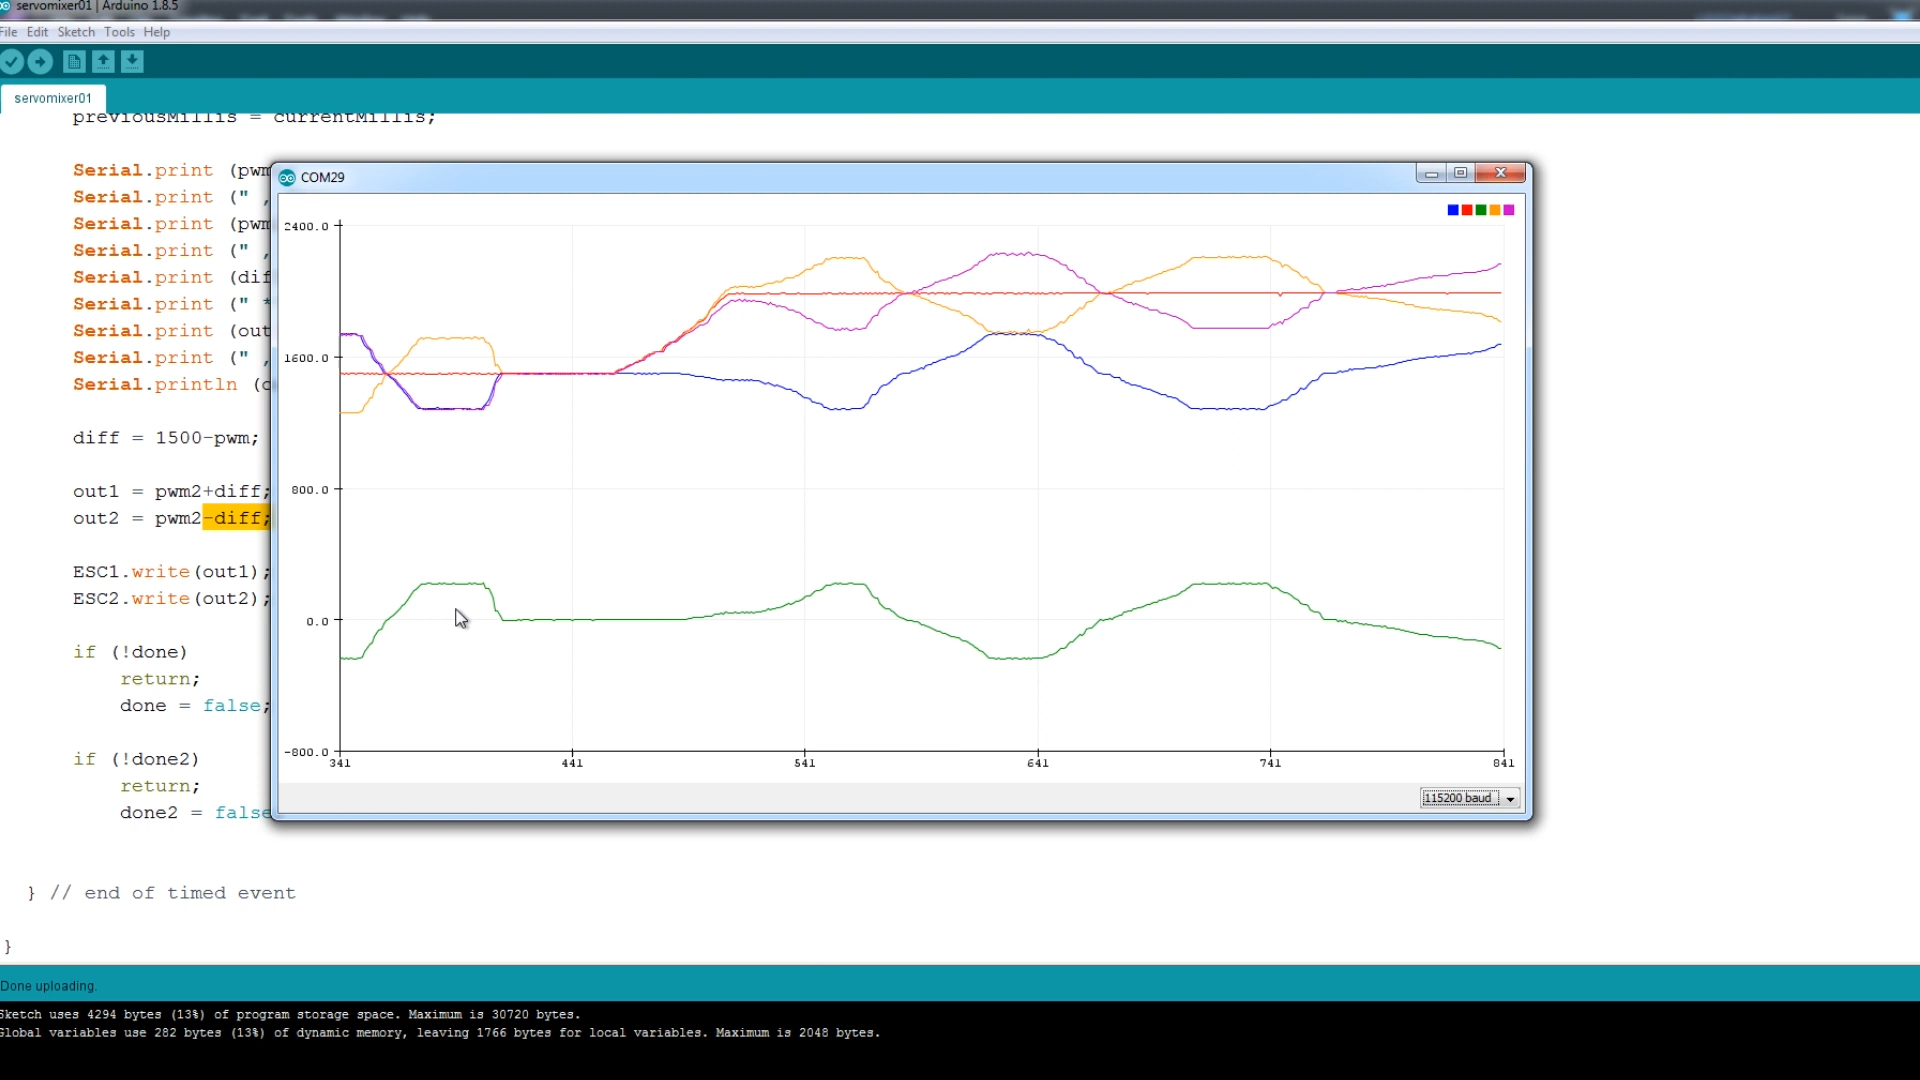 servomixer01 | Arduino 1.8.5
File Edit Sketch Tools Help
servomixer01
previousMillis = currentMillis;
Serial.print (pwm
Serial.print (" ,
Serial.print (pwm
Serial.print (" ,
Serial.print (dif
Serial.print (" *
Serial.print (out
Serial.print (" ,
Serial.println (
diff = 1500-pwm;
out1 = pwm2+diff;
out2 = pwm2-diff;
ESC1.write(out1);
ESC2.write(out2);
if (!done)
return;
done = false;
if (!done2)
return;
done2 = false
} // end of timed event
}
COM29
2400.0
1600.0
800.0
0.0
-800.0
341 441 541 641 741 841
115200 baud
Done uploading.
Sketch uses 4294 bytes (13%) of program storage space. Maximum is 30720 bytes.
Global variables use 282 bytes (13%) of dynamic memory, leaving 1766 bytes for local variables. Maximum is 2048 bytes.